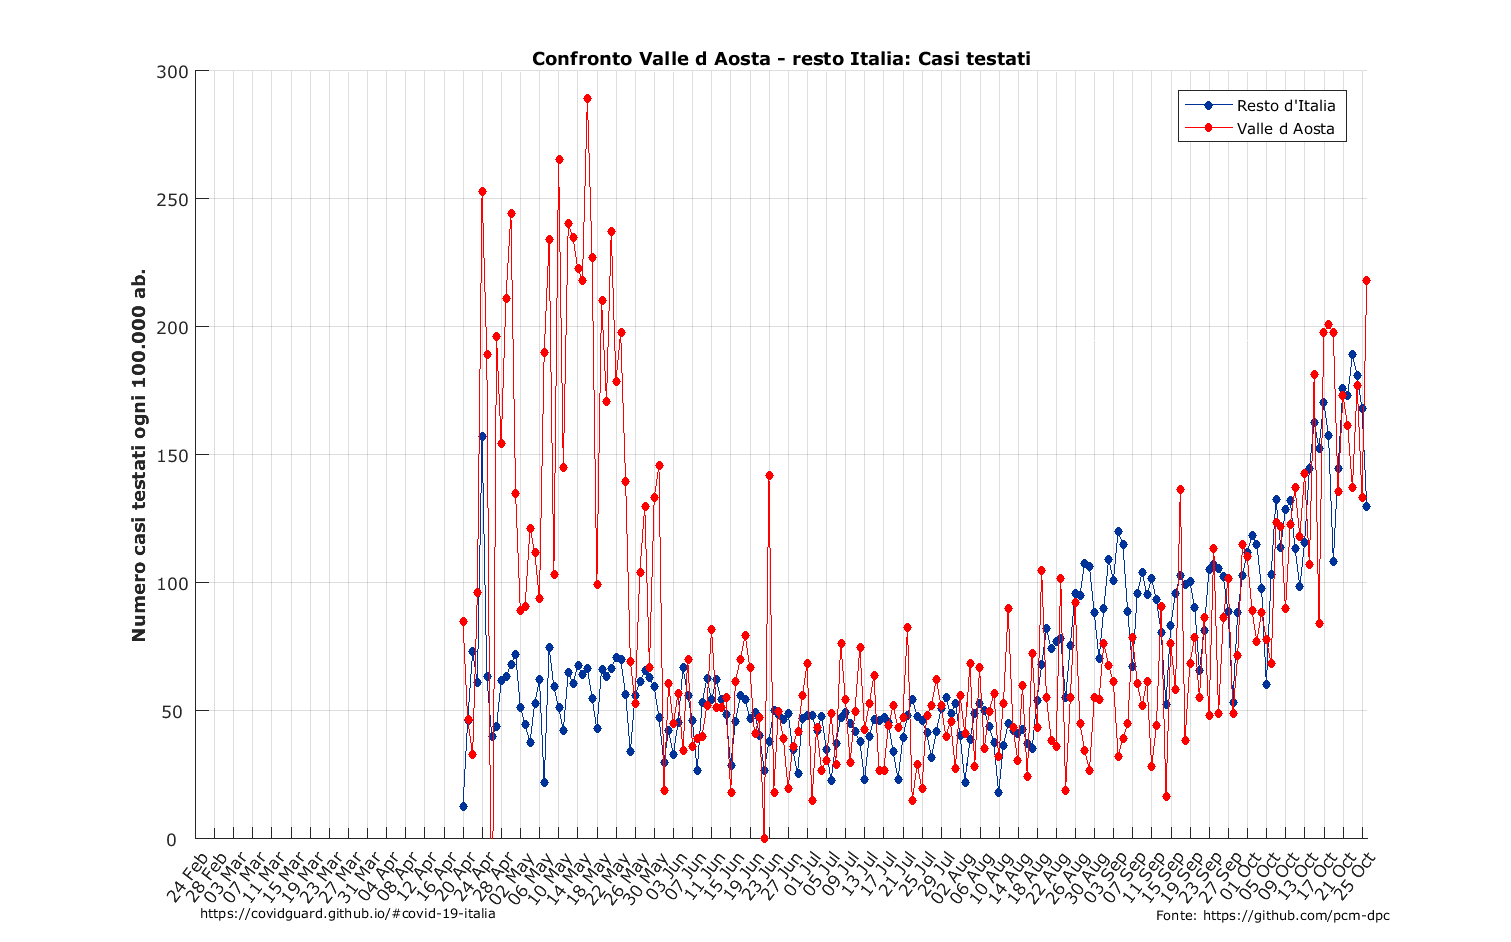 Confronto Valle d Aosta - resto Italia: Casi testati
Resto d'Italia
Valle d Aosta
Numero casi testati ogni 100.000 ab.
300
250
200
150
100
50
0
24 Feb
28 Feb
03 Mar
07 Mar
11 Mar
15 Mar
19 Mar
23 Mar
27 Mar
31 Mar
04 Apr
08 Apr
12 Apr
16 Apr
20 Apr
24 Apr
28 Apr
02 May
06 May
10 May
14 May
18 May
22 May
26 May
30 May
03 Jun
07 Jun
11 Jun
15 Jun
19 Jun
23 Jun
27 Jun
01 Jul
05 Jul
09 Jul
13 Jul
17 Jul
21 Jul
25 Jul
29 Jul
02 Aug
06 Aug
10 Aug
14 Aug
18 Aug
22 Aug
26 Aug
30 Aug
03 Sep
07 Sep
11 Sep
15 Sep
19 Sep
23 Sep
27 Sep
01 Oct
05 Oct
09 Oct
13 Oct
17 Oct
21 Oct
25 Oct
https://covidguard.github.io/#covid-19-italia
Fonte: https://github.com/pcm-dpc